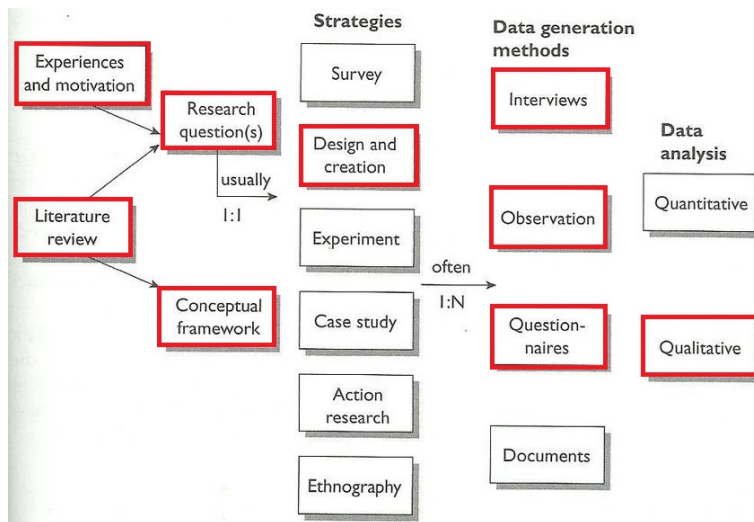 Experiences
and motivation
Literature
review
Research
question(s)
usually
1:1
Conceptual
framework
Strategies
Survey
Design and
creation
Experiment
Case study
Action
research
Ethnography
often
1:N
Data generation
methods
Interviews
Observation
Question-
naires
Documents
Data
analysis
Quantitative
Qualitative